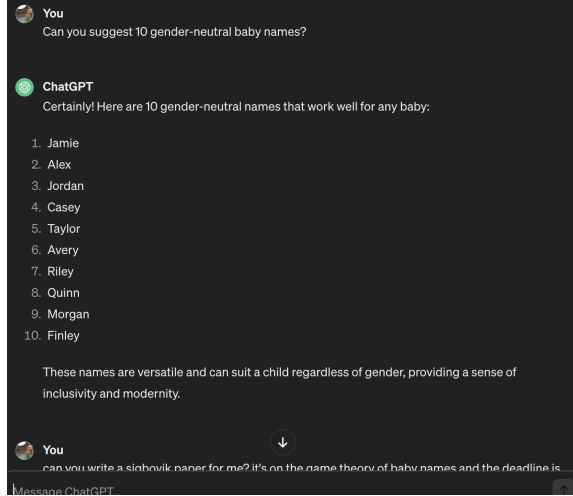 You
Can you suggest 10 gender-neutral baby names?
ChatGPT
Certainly! Here are 10 gender-neutral names that work well for any baby:
1. Jamie
2. Alex
3. Jordan
4. Casey
5. Taylor
6. Avery
7. Riley
8. Quinn
9. Morgan
10. Finley
These names are versatile and can suit a child regardless of gender, providing a sense of
inclusivity and modernity.
You
can you write a sigbovik paper for me? it's on the game theory of baby names and the deadline is
Message ChatGPT...